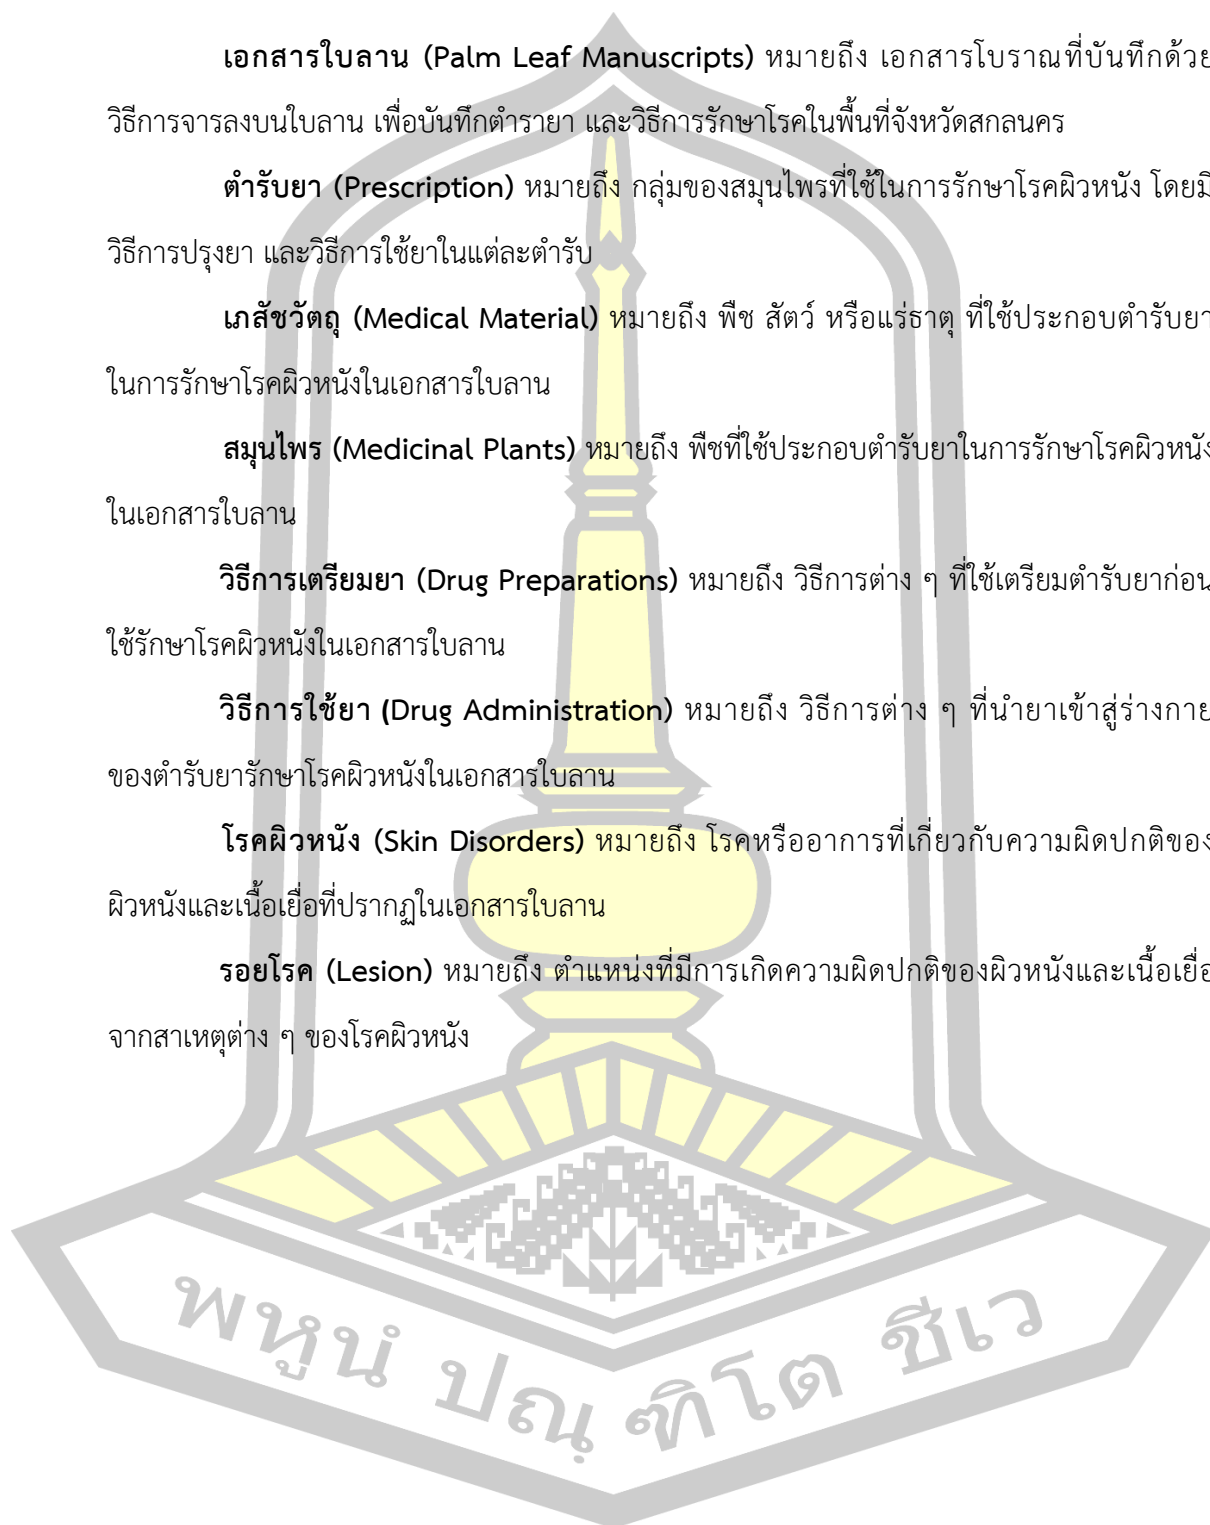 เอกสารใบลาน (Palm Leaf Manuscripts) หมายถึง เอกสารโบราณที่บันทึกด้วย
วิธีการจารลงบนใบลาน เพื่อบันทึกตำรายา และวิธีการรักษาโรคในพื้นที่จังหวัดสกลนคร
ตำรับยา (Prescription) หมายถึง กลุ่มของสมุนไพรที่ใช้ในการรักษาโรคผิวหนัง โดยมี
วิธีการปรุงยา และวิธีการใช้ยาในแต่ละตำรับ
เภสัชวัตถุ (Medical Material) หมายถึง พืช สัตว์ หรือแร่ธาตุ ที่ใช้ประกอบตำรับยา
ในการรักษาโรคผิวหนังในเอกสารใบลาน
สมุนไพร (Medicinal Plants) หมายถึง พืชที่ใช้ประกอบตำรับยาในการรักษาโรคผิวหนัง
ในเอกสารใบลาน
วิธีการเตรียมยา (Drug Preparations) หมายถึง วิธีการต่าง ๆ ที่ใช้เตรียมตำรับยาก่อน
ใช้รักษาโรคผิวหนังในเอกสารใบลาน
วิธีการใช้ยา (Drug Administration) หมายถึง วิธีการต่าง ๆ ที่นำยาเข้าสู่ร่างกาย
ของตำรับยารักษาโรคผิวหนังในเอกสารใบลาน
โรคผิวหนัง (Skin Disorders) หมายถึง โรคหรืออาการที่เกี่ยวกับความผิดปกติของ
ผิวหนังและเนื้อเยื่อที่ปรากฏในเอกสารใบลาน
รอยโรค (Lesion) หมายถึง ตำแหน่งที่มีการเกิดความผิดปกติของผิวหนังและเนื้อเยื่อ
จากสาเหตุต่าง ๆ ของโรคผิวหนัง
พหูนํ ปณฺฑิโต ชีเว